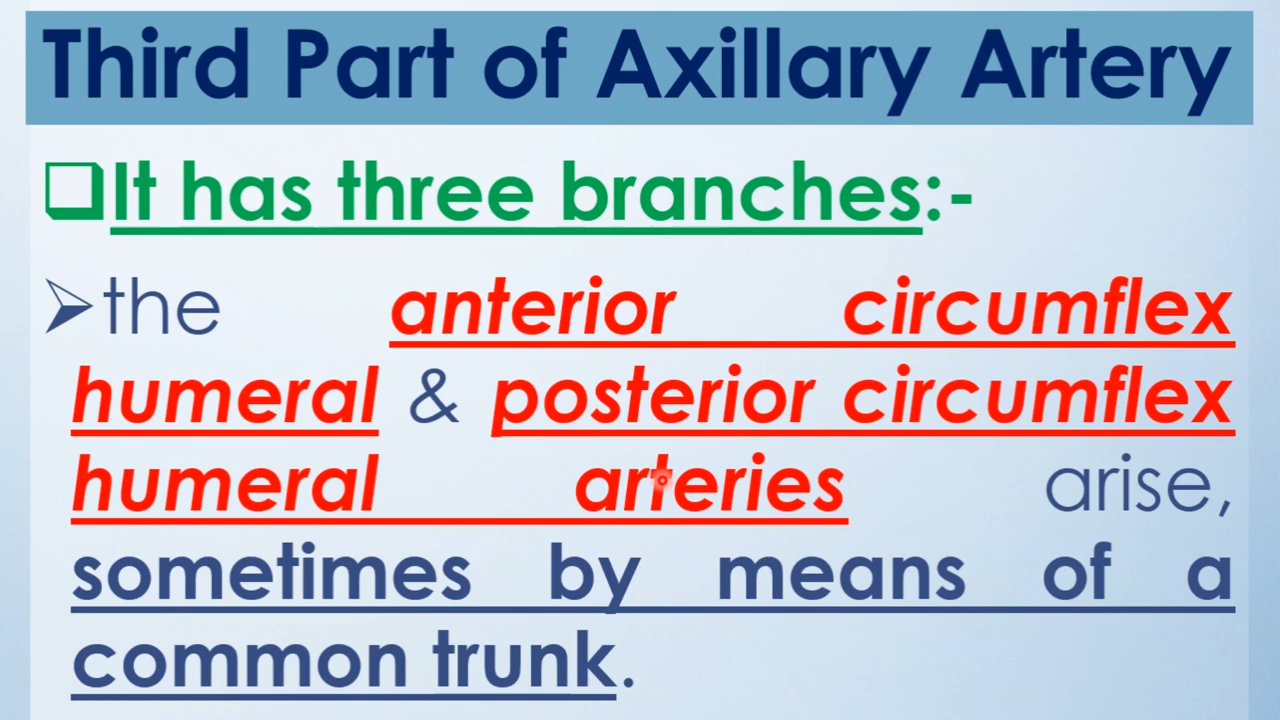 Third Part of Axillary Artery
It has three branches:-
the anterior circumflex
humeral & posterior circumflex
humeral arteries arise,
sometimes by means of a
common trunk.